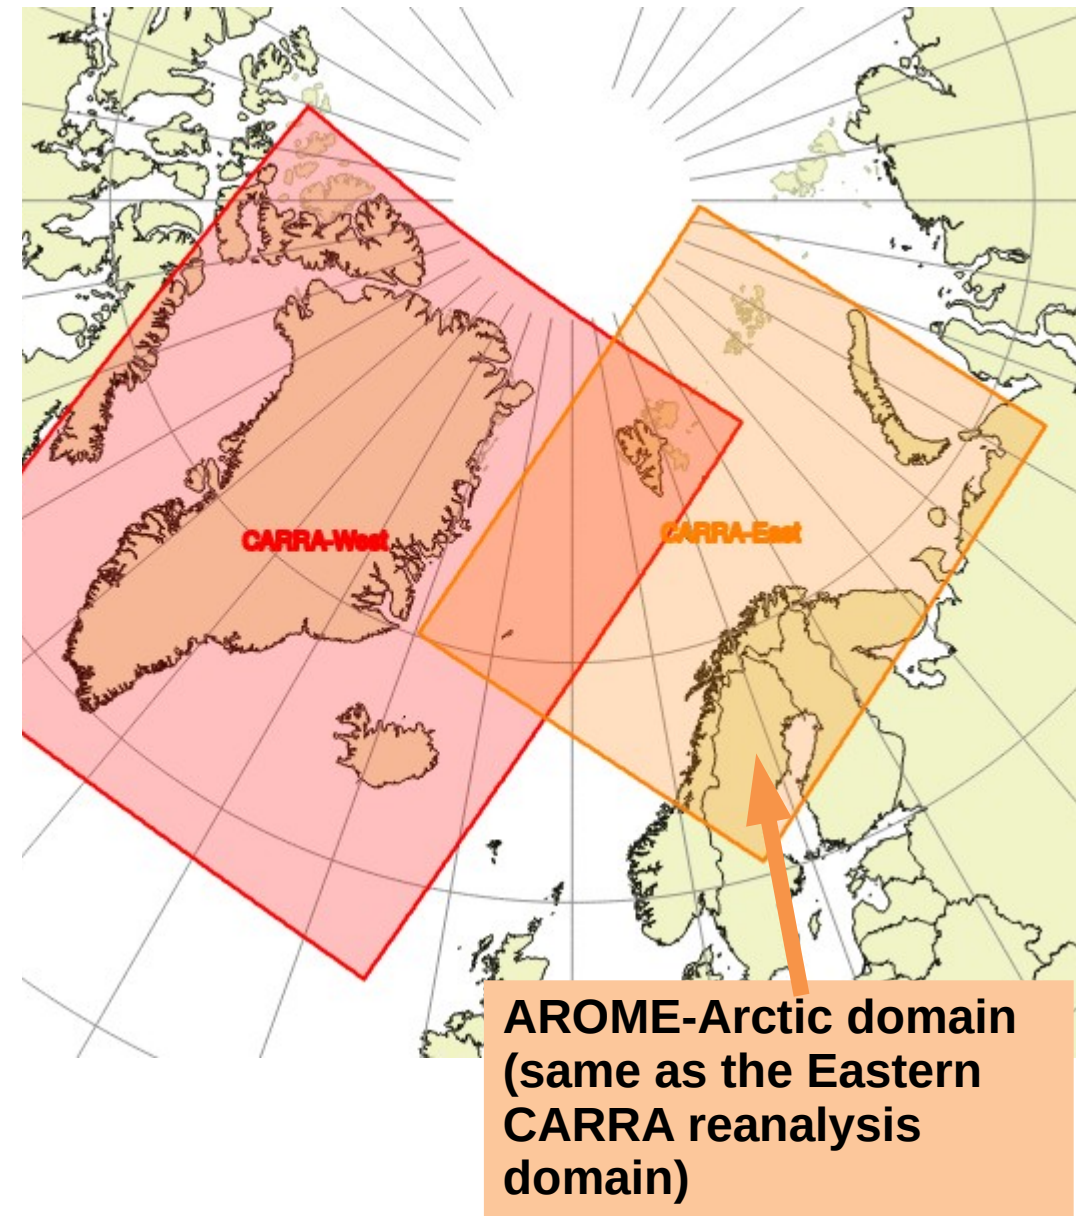 CARRA-West
CARRA-East
AROME-Arctic domain
(same as the Eastern
CARRA reanalysis
domain)